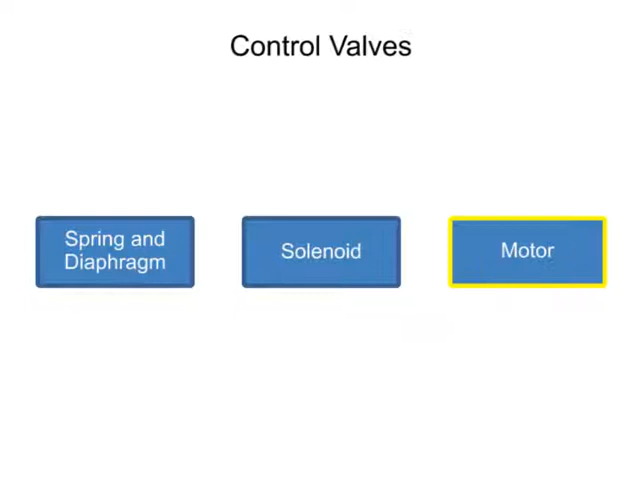 Control Valves
Spring and
Diaphragm
Solenoid
Motor